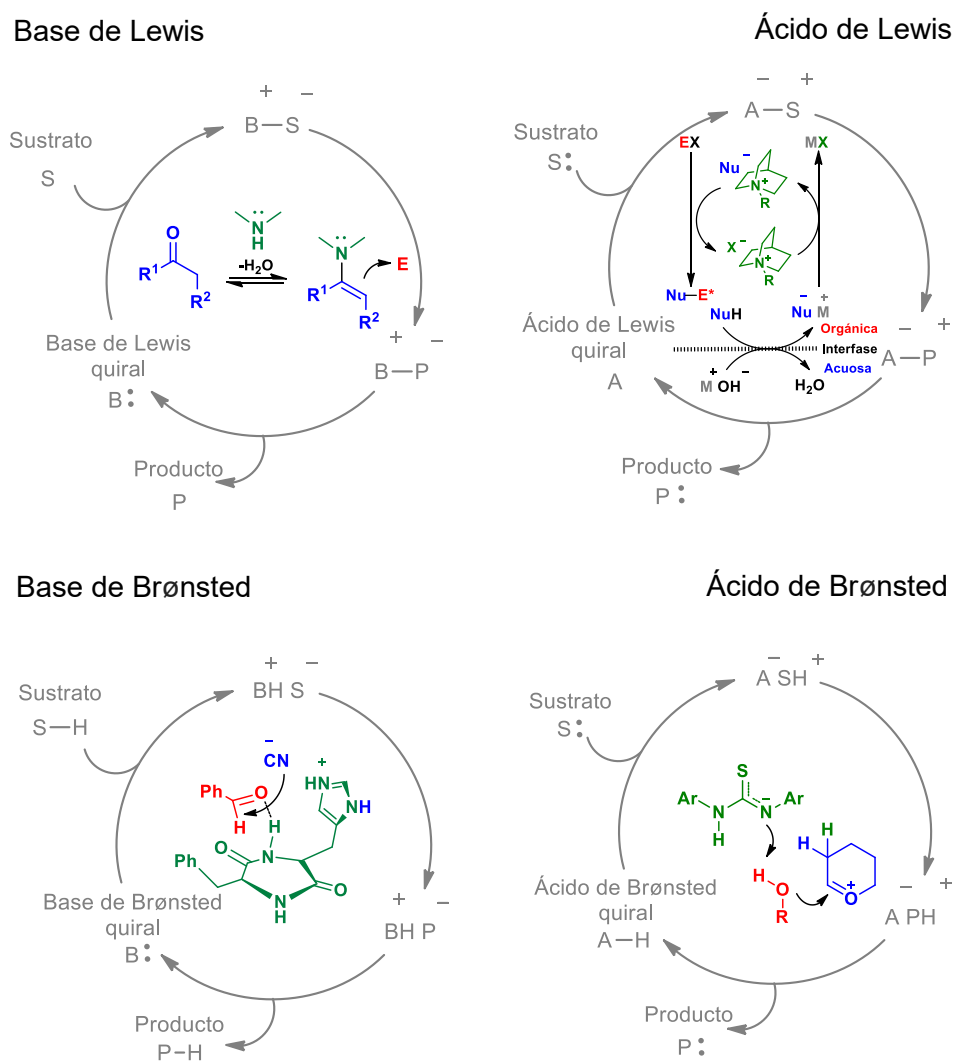 Base de Lewis
Ácido de Lewis
+ −
B−S
Sustrato
S
N̈
H
-H₂O
O
R¹
R²
N̈
R¹
R²
E
Base de Lewis
quiral
B:
+ −
B−P
Producto
P
− +
A−S
Sustrato
S:
EX
MX
Nu⁻
N⁺
R
X⁻
N⁺
R
Nu−E*
NuH
Nu⁻ M⁺
Orgánica
Interfase
Acuosa
M⁺ OH⁻
H₂O
Ácido de Lewis
quiral
A
− +
A−P
Producto
P:
Base de Brønsted
Ácido de Brønsted
+ −
BH S
Sustrato
S−H
−
CN
+
HN
NH
Ph
O
H
H
O
N
Ph
N
H
O
Base de Brønsted
quiral
B:
+ −
BH P
Producto
P−H
− +
A SH
Sustrato
S:
S
Ar
N
H
N⁻
Ar
H
H
H
O
R
O⁺
Ácido de Brønsted
quiral
A−H
− +
A PH
Producto
P: